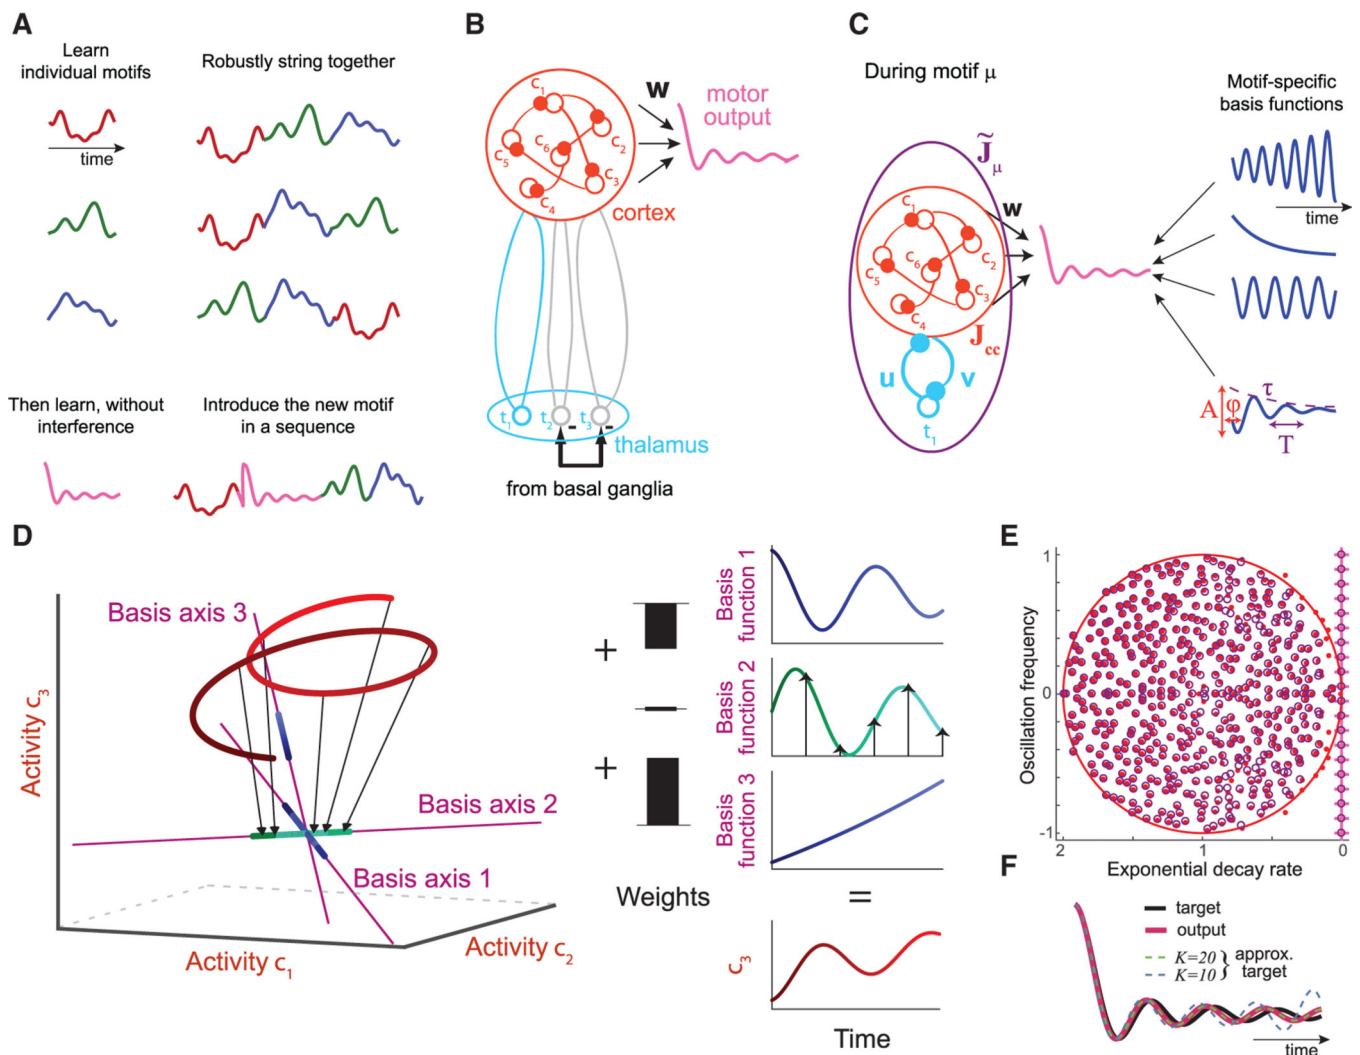 A
Learn
individual motifs
Robustly string together
time
Then learn, without
interference
Introduce the new motif
in a sequence
B
c1
c2
c3
c4
c5
c6
w
motor
output
cortex
t1
t2
t3
-
-
thalamus
from basal ganglia
C
During motif μ
J̃μ
c1
c2
c3
c4
c5
c6
w
Jcc
u
v
t1
Motif-specific
basis functions
time
A
φ
τ
T
D
Activity c3
Basis axis 3
Basis axis 2
Basis axis 1
Activity c1
Activity c2
+
+
Weights
Basis
function 1
Basis
function 2
Basis
function 3
=
c3
Time
E
Oscillation frequency
1
0
-1
2
1
0
Exponential decay rate
F
target
output
K=20
K=10
} approx.
target
time